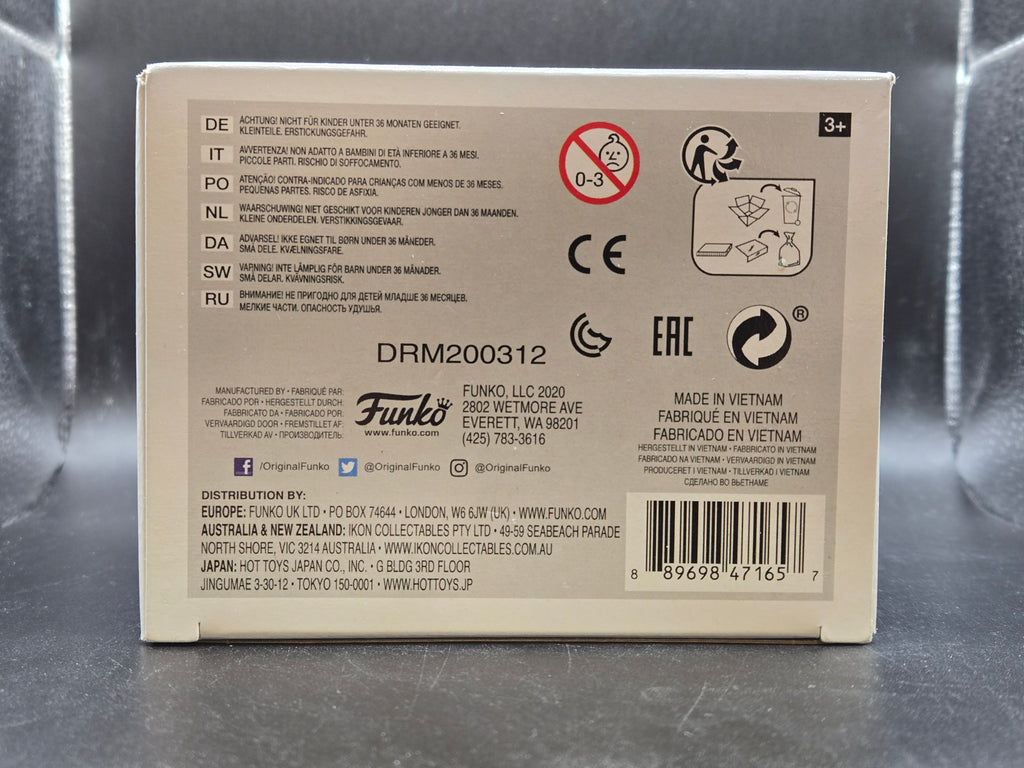 DE ACHTUNG! NICHT FÜR KINDER UNTER 36 MONATEN GEEIGNET.
KLEINTEILE. ERSTICKUNGSGEFAHR.
IT AVVERTENZA! NON ADATTO A BAMBINI DI ETÀ INFERIORE A 36 MESI.
PICCOLE PARTI. RISCHIO DI SOFFOCAMENTO.
PO ATENÇÃO! CONTRA-INDICADO PARA CRIANÇAS COM MENOS DE 36 MESES.
PEQUENAS PARTES. RISCO DE ASFIXIA.
NL WAARSCHUWING! NIET GESCHIKT VOOR KINDEREN JONGER DAN 36 MAANDEN.
KLEINE ONDERDELEN. VERSTIKKINGSGEVAAR.
DA ADVARSEL! IKKE EGNET TIL BØRN UNDER 36 MÅNEDER.
SMÅ DELE. KVÆLNINGSFARE.
SW VARNING! INTE LÄMPLIG FÖR BARN UNDER 36 MÅNADER.
SMÅ DELAR. KVÄVNINGSRISK.
RU ВНИМАНИЕ! НЕ ПРИГОДНО ДЛЯ ДЕТЕЙ МЛАДШЕ 36 МЕСЯЦЕВ.
МЕЛКИЕ ЧАСТИ. ОПАСНОСТЬ УДУШЬЯ.
0-3
3+
CE
EAC
®
DRM200312
MANUFACTURED BY • FABRIQUÉ PAR:
FABRICADO POR • HERGESTELLT DURCH:
FABBRICATO DA • FABRICADO POR:
VERVAARDIGD DOOR • FREMSTILLET AF:
TILLVERKAD AV • ПРОИЗВОДИТЕЛЬ:
Funko
www.funko.com
FUNKO, LLC 2020
2802 WETMORE AVE
EVERETT, WA 98201
(425) 783-3616
MADE IN VIETNAM
FABRIQUÉ EN VIETNAM
FABRICADO EN VIETNAM
HERGESTELLT IN VIETNAM • FABBRICATO IN VIETNAM
FABRICADO NA VIETNAM • VERVAARDIGD IN VIETNAM
PRODUCERET I VIETNAM • TILLVERKAD I VIETNAM
СДЕЛАНО ВО ВЬЕТНАМЕ
f /OriginalFunko @OriginalFunko @OriginalFunko
DISTRIBUTION BY:
EUROPE: FUNKO UK LTD • PO BOX 74644 • LONDON, W6 6JW (UK) • WWW.FUNKO.COM
AUSTRALIA & NEW ZEALAND: IKON COLLECTABLES PTY LTD • 49-59 SEABEACH PARADE
NORTH SHORE, VIC 3214 AUSTRALIA • WWW.IKONCOLLECTABLES.COM.AU
JAPAN: HOT TOYS JAPAN CO., INC. • G BLDG 3RD FLOOR
JINGUMAE 3-30-12 • TOKYO 150-0001 • WWW.HOTTOYS.JP
8 89698 47165 7